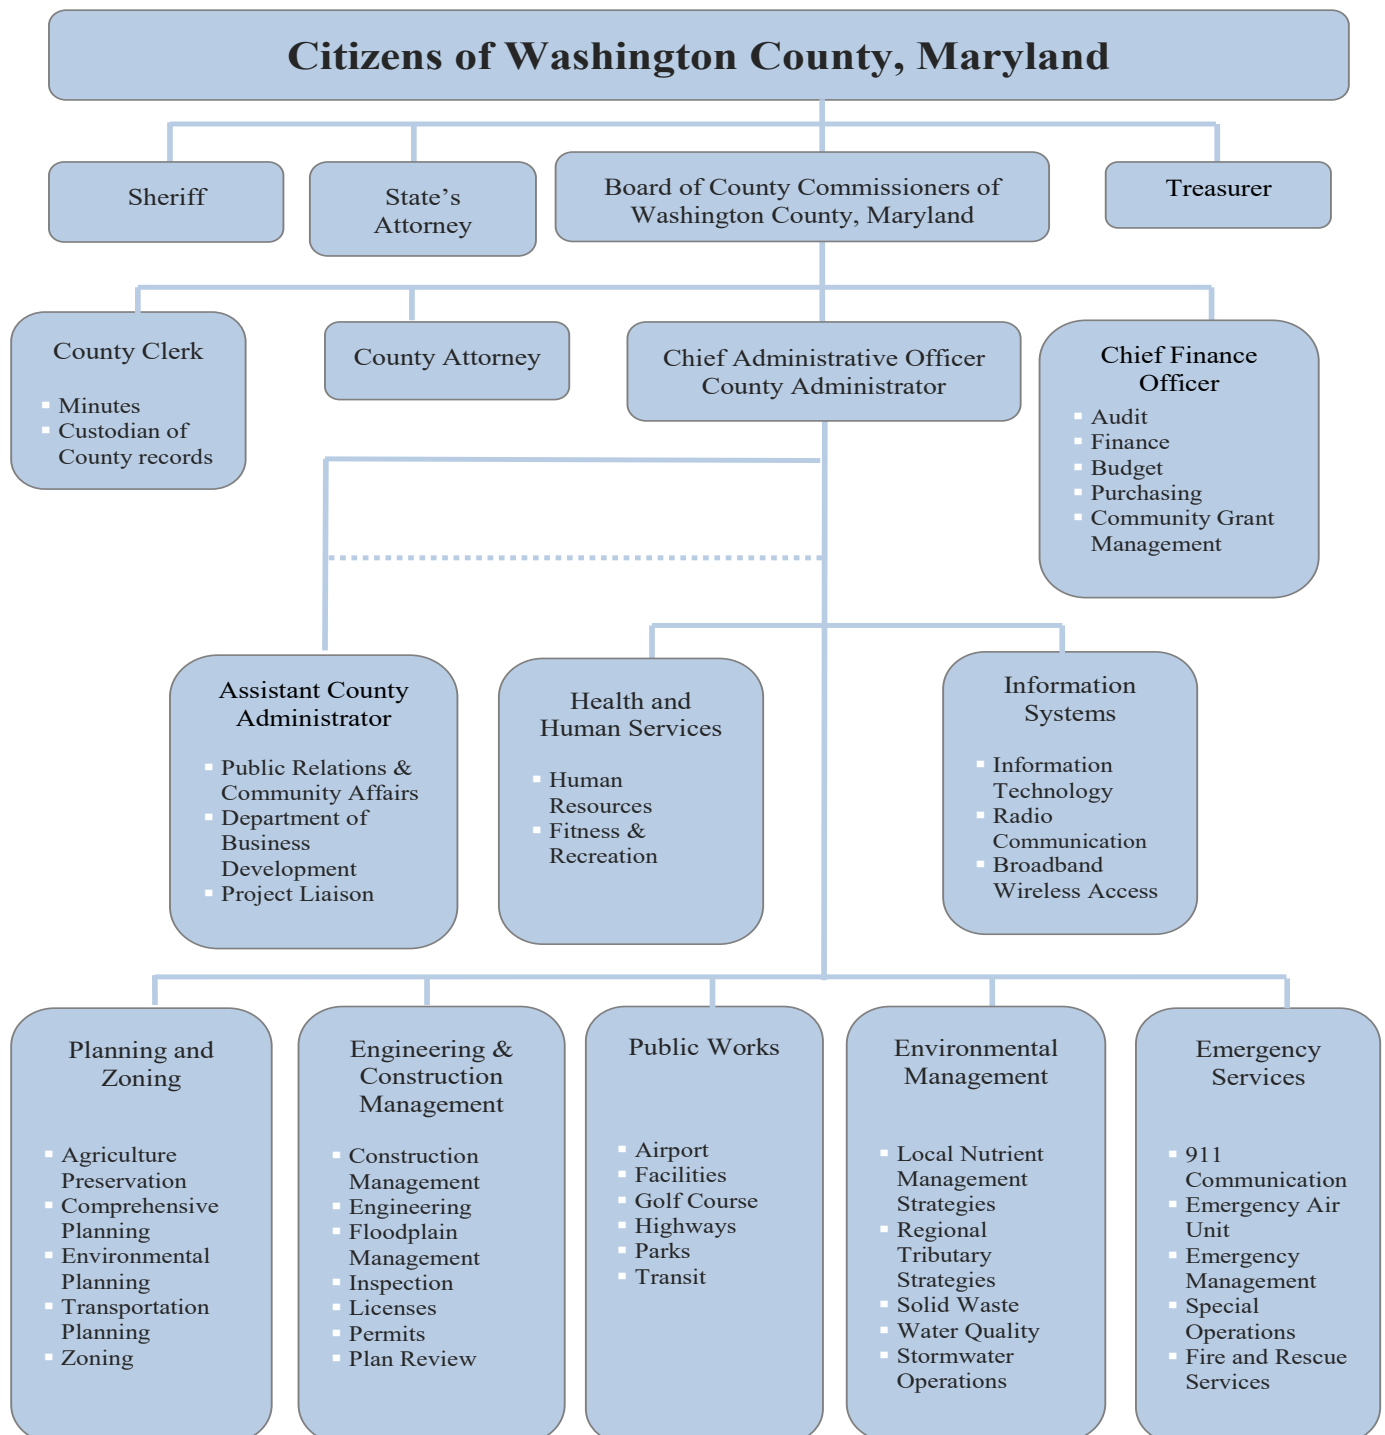 Citizens of Washington County, Maryland
Sheriff
State’s
Attorney
Board of County Commissioners of
Washington County, Maryland
Treasurer
County Clerk
▪ Minutes
▪ Custodian of
County records
County Attorney
Chief Administrative Officer
County Administrator
Chief Finance
Officer
▪ Audit
▪ Finance
▪ Budget
▪ Purchasing
▪ Community Grant
Management
Assistant County
Administrator
▪ Public Relations &
Community Affairs
▪ Department of
Business
Development
▪ Project Liaison
Health and
Human Services
▪ Human
Resources
▪ Fitness &
Recreation
Information
Systems
▪ Information
Technology
▪ Radio
Communication
▪ Broadband
Wireless Access
Planning and
Zoning
▪ Agriculture
Preservation
▪ Comprehensive
Planning
▪ Environmental
Planning
▪ Transportation
Planning
▪ Zoning
Engineering &
Construction
Management
▪ Construction
Management
▪ Engineering
▪ Floodplain
Management
▪ Inspection
▪ Licenses
▪ Permits
▪ Plan Review
Public Works
▪ Airport
▪ Facilities
▪ Golf Course
▪ Highways
▪ Parks
▪ Transit
Environmental
Management
▪ Local Nutrient
Management
Strategies
▪ Regional
Tributary
Strategies
▪ Solid Waste
▪ Water Quality
▪ Stormwater
Operations
Emergency
Services
▪ 911
Communication
▪ Emergency Air
Unit
▪ Emergency
Management
▪ Special
Operations
▪ Fire and Rescue
Services